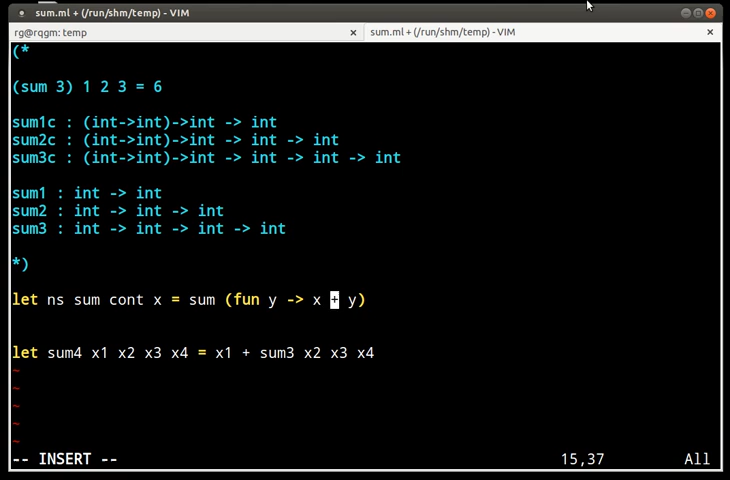 sum.ml + (/run/shm/temp) - VIM
rg@rqgm: temp
sum.ml + (/run/shm/temp) - VIM
(*
(sum 3) 1 2 3 = 6
sum1c : (int->int)->int -> int
sum2c : (int->int)->int -> int -> int
sum3c : (int->int)->int -> int -> int -> int
sum1 : int -> int
sum2 : int -> int -> int
sum3 : int -> int -> int -> int
*)
let ns sum cont x = sum (fun y -> x + y)
let sum4 x1 x2 x3 x4 = x1 + sum3 x2 x3 x4
~
~
~
~
~
-- INSERT -- 15,37 All